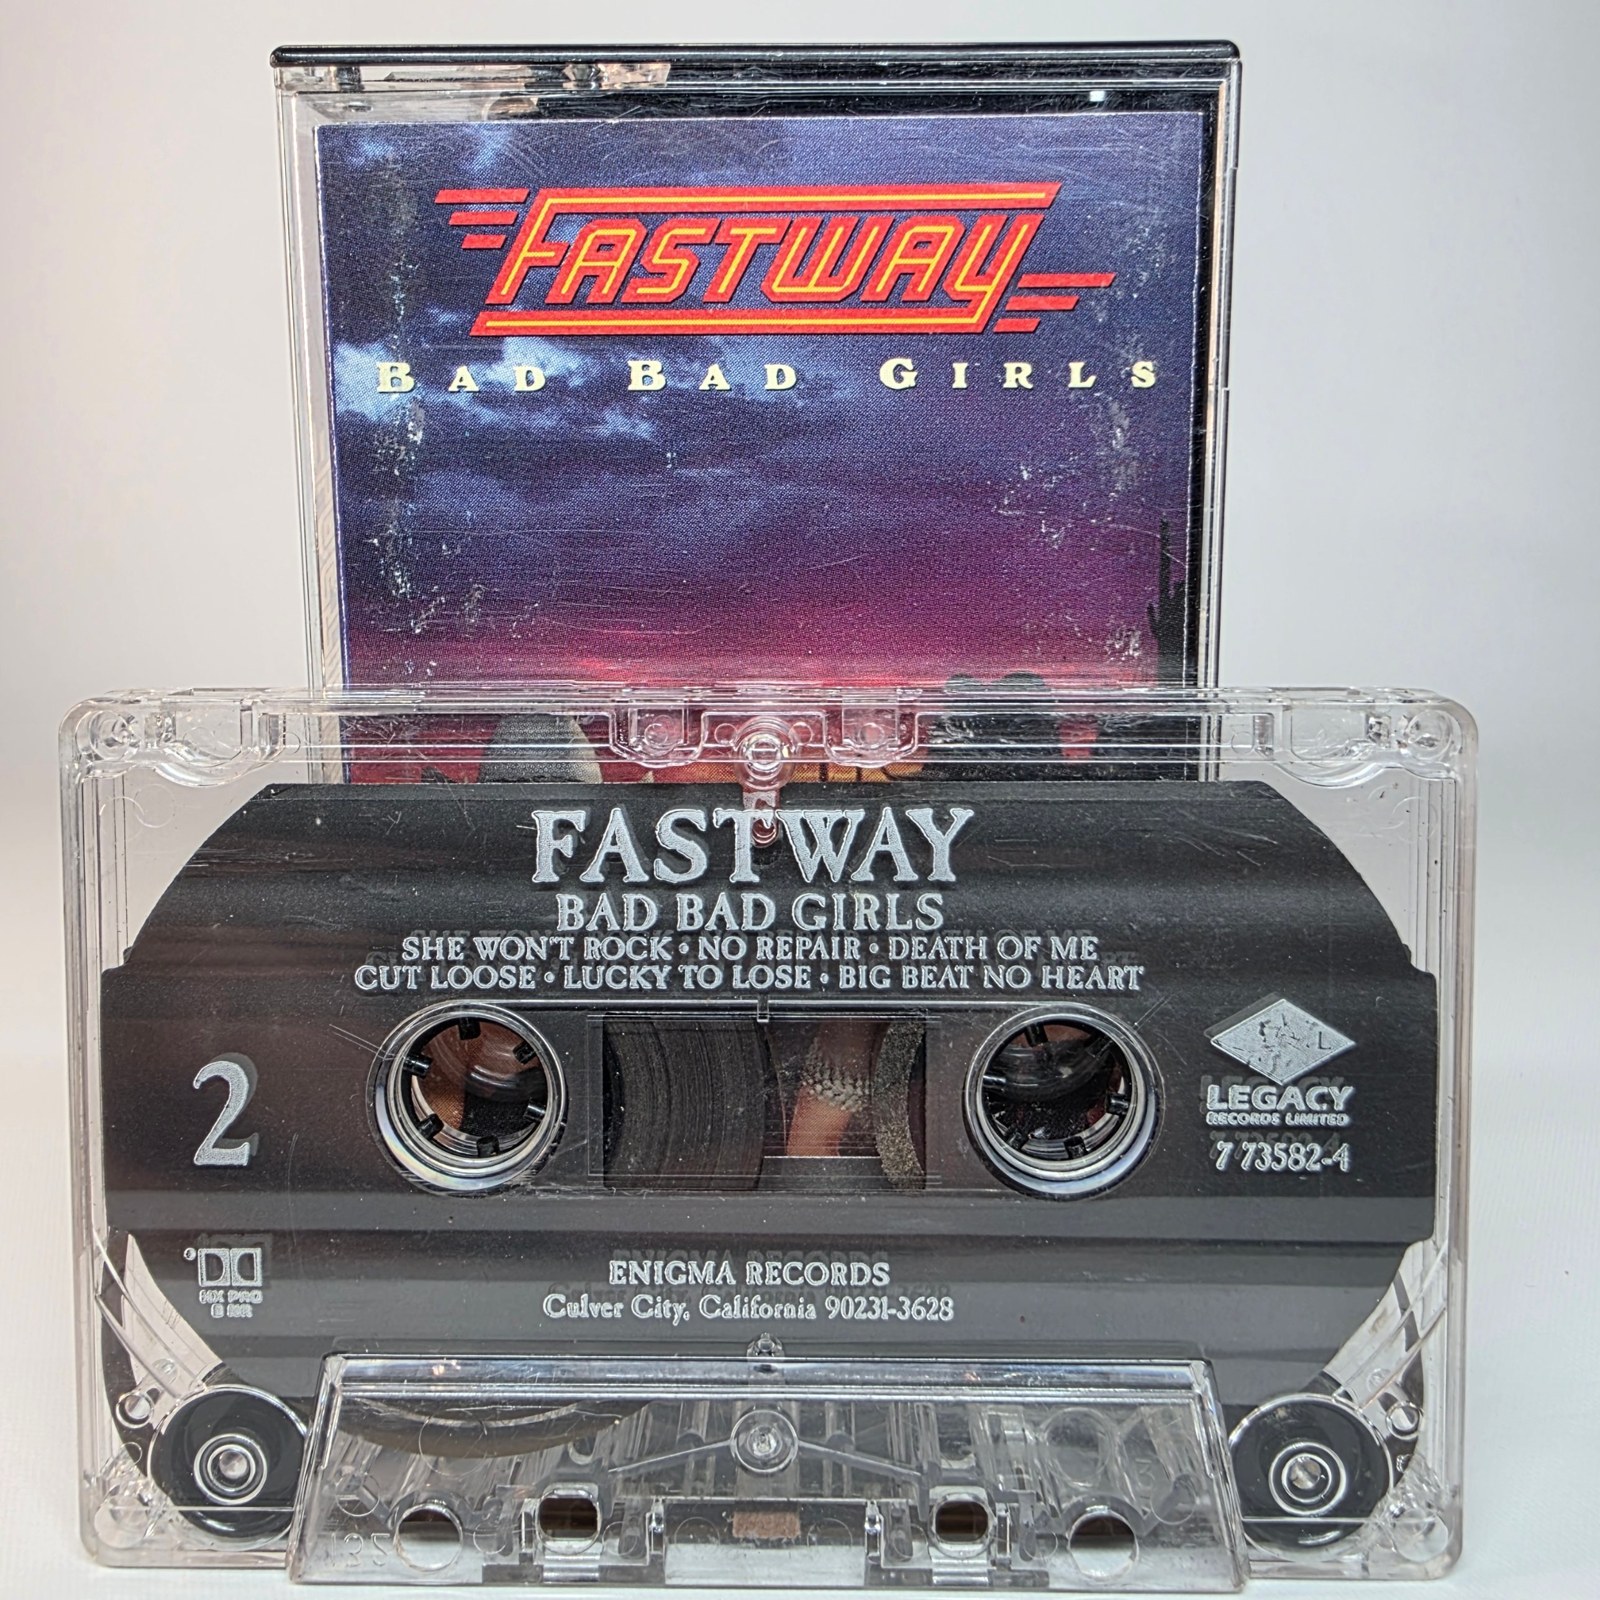 FASTWAY
BAD BAD GIRLS
FASTWAY
BAD BAD GIRLS
SHE WON'T ROCK • NO REPAIR • DEATH OF ME
CUT LOOSE • LUCKY TO LOSE • BIG BEAT NO HEART
2
LEGACY
RECORDS LIMITED
7 73582-4
HX PRO
B NR
ENIGMA RECORDS
Culver City, California 90231-3628